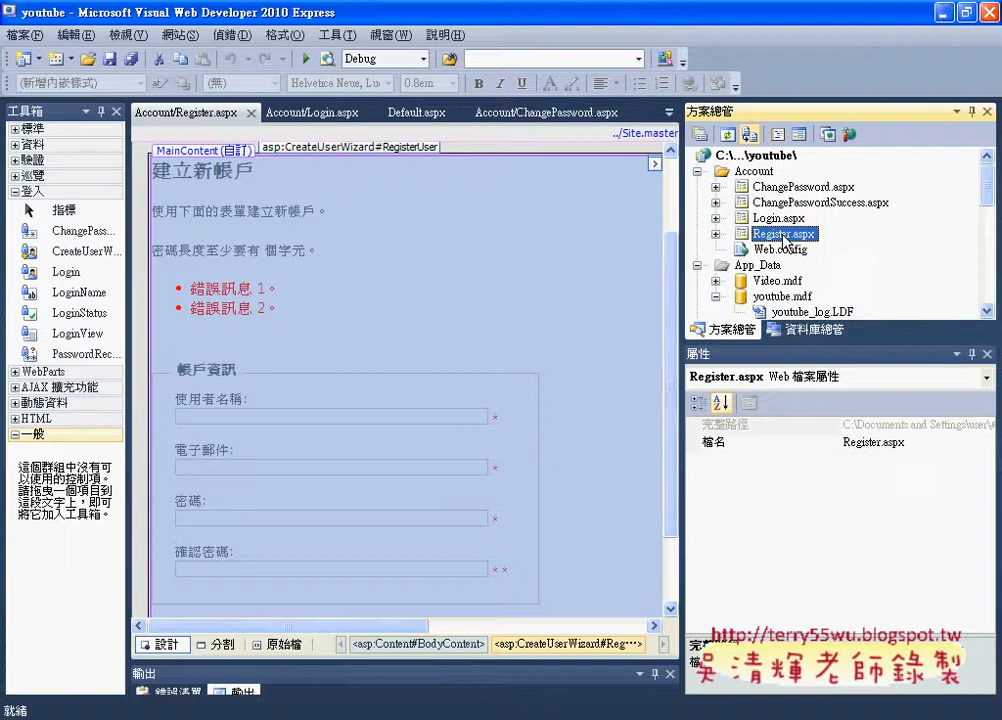 youtube - Microsoft Visual Web Developer 2010 Express
檔案(F) 編輯(E) 檢視(V) 網站(S) 偵錯(D) 格式(O) 工具(T) 視窗(W) 說明(H)
Debug
(新增內嵌樣式) (無) Helvetica Neue, Lu 0.8em B I U A
工具箱
標準
資料
驗證
巡覽
登入
指標
ChangePass...
CreateUserW...
Login
LoginName
LoginStatus
LoginView
PasswordRec...
WebParts
AJAX 擴充功能
動態資料
HTML
一般
這個群組中沒有可
以使用的控制項。
請拖曳一個項目到
這段文字上，即可
將它加入工具箱。
Account/Register.aspx Account/Login.aspx Default.aspx Account/ChangePassword.aspx
../Site.master
MainContent (自訂) asp:CreateUserWizard#RegisterUser
建立新帳戶
使用下面的表單建立新帳戶。
密碼長度至少要有 個字元。
錯誤訊息 1。
錯誤訊息 2。
帳戶資訊
使用者名稱:
*
電子郵件:
*
密碼:
*
確認密碼:
* *
設計 分割 原始檔 <asp:Content#BodyContent> <asp:CreateUserWizard#Reg···>
輸出
錯誤清單 輸出
方案總管
C:\...\youtube\
Account
ChangePassword.aspx
ChangePasswordSuccess.aspx
Login.aspx
Register.aspx
Web.config
App_Data
Video.mdf
youtube.mdf
youtube_log.LDF
方案總管 資料庫總管
屬性
Register.aspx Web 檔案屬性
完整路徑 C:\Documents and Settings\user\
檔名 Register.aspx
http://terry55wu.blogspot.tw
吳清輝老師錄製
就緒